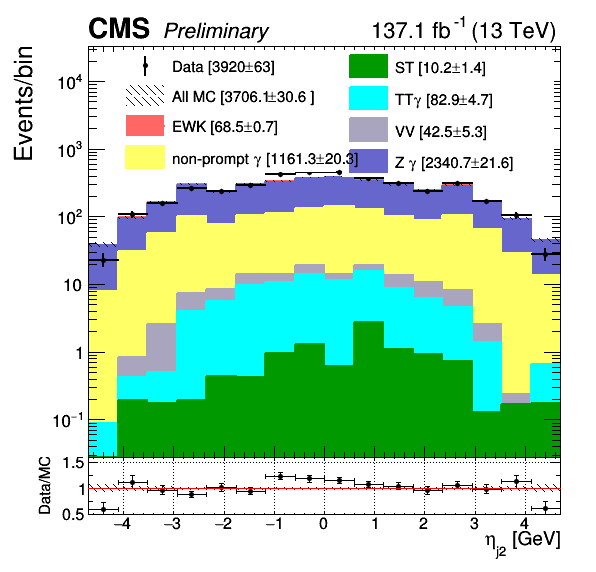 CMS Preliminary 137.1 fb⁻¹ (13 TeV)
Events/bin
Data [3920±63]
All MC [3706.1±30.6 ]
EWK [68.5±0.7]
non-prompt γ [1161.3±20.3]
ST [10.2±1.4]
TTγ [82.9±4.7]
VV [42.5±5.3]
Z γ [2340.7±21.6]
10⁴
10³
10²
10
1
10⁻¹
Data/MC
1.5
1
0.5
−4 −3 −2 −1 0 1 2 3 4
η_j2 [GeV]